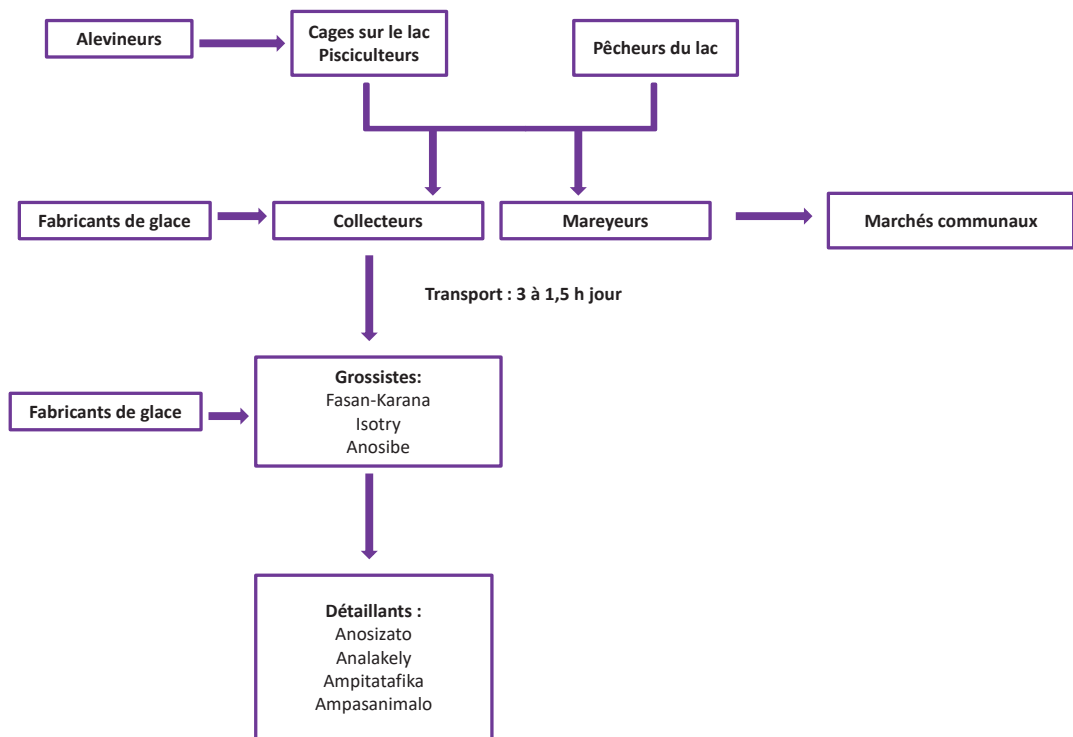 Alevineurs
Cages sur le lac
Pisciculteurs
Pêcheurs du lac
Fabricants de glace
Collecteurs
Mareyeurs
Marchés communaux
Transport : 3 à 1,5 h jour
Grossistes:
Fasan-Karana
Isotry
Anosibe
Fabricants de glace
Détaillants :
Anosizato
Analakely
Ampitatafika
Ampasanimalo